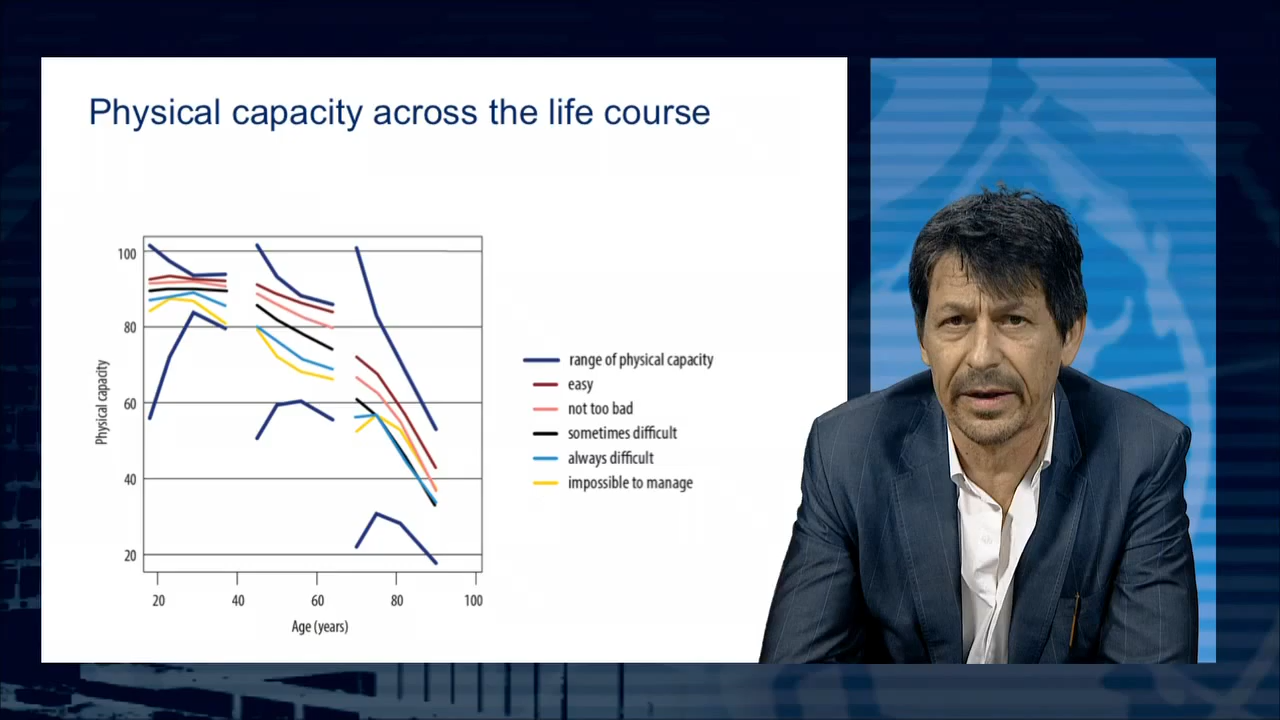 Physical capacity across the life course
100
80
60
40
20
Physical capacity
20 40 60 80 100
Age (years)
range of physical capacity
easy
not too bad
sometimes difficult
always difficult
impossible to manage